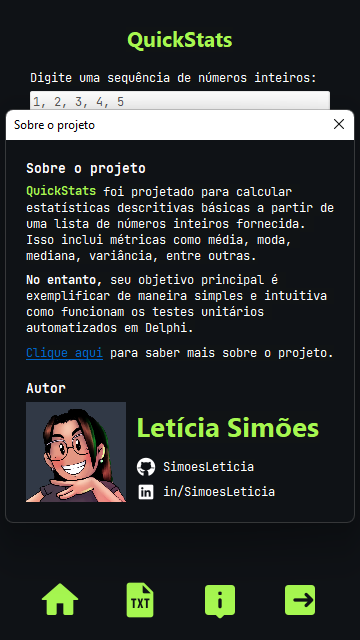 QuickStats
Digite uma sequência de números inteiros:
1, 2, 3, 4, 5
Sobre o projeto
Sobre o projeto
QuickStats foi projetado para calcular
estatísticas descritivas básicas a partir de
uma lista de números inteiros fornecida.
Isso inclui métricas como média, moda,
mediana, variância, entre outras.
No entanto, seu objetivo principal é
exemplificar de maneira simples e intuitiva
como funcionam os testes unitários
automatizados em Delphi.
Clique aqui para saber mais sobre o projeto.
Autor
Letícia Simões
SimoesLeticia
in/SimoesLeticia
TXT